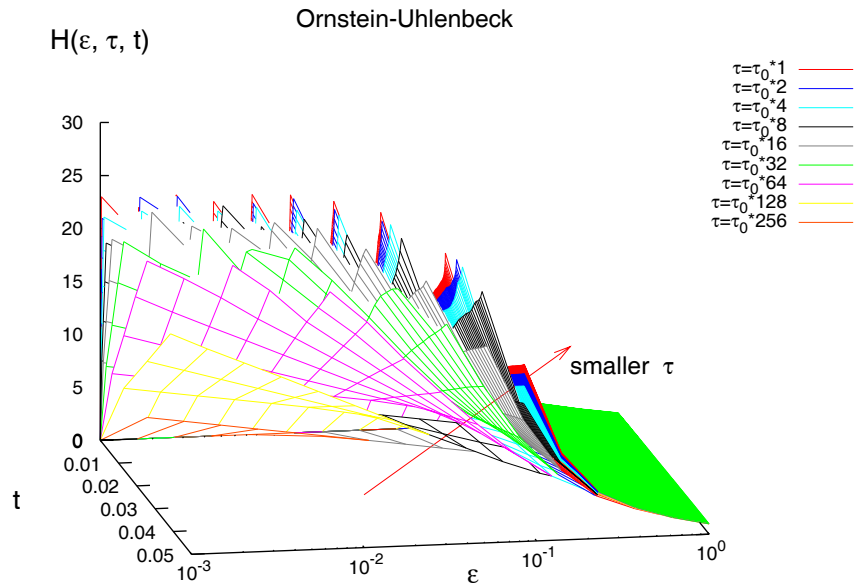 Ornstein-Uhlenbeck
H(ε, τ, t)
τ=τ₀*1
τ=τ₀*2
τ=τ₀*4
τ=τ₀*8
τ=τ₀*16
τ=τ₀*32
τ=τ₀*64
τ=τ₀*128
τ=τ₀*256
30
25
20
15
10
5
0
0
smaller τ
0.01
0.02
0.03
0.04
0.05
t
10⁻³
10⁻²
10⁻¹
10⁰
ε